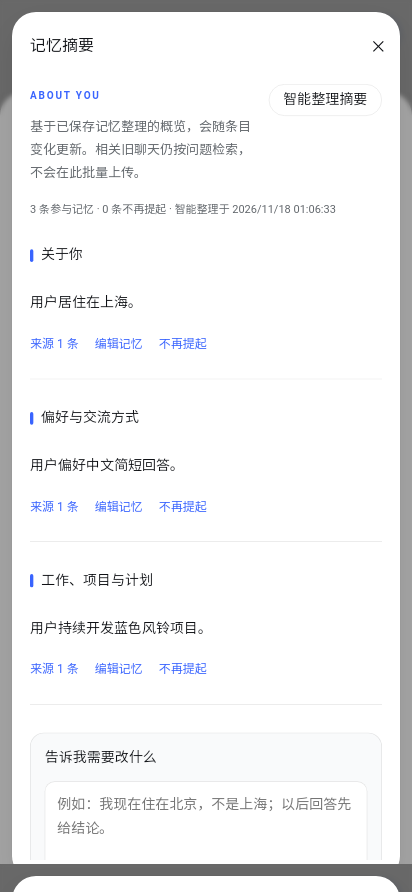 记忆摘要
ABOUT YOU
智能整理摘要
基于已保存记忆整理的概览，会随条目
变化更新。相关旧聊天仍按问题检索，
不会在此批量上传。
3 条参与记忆 · 0 条不再提起 · 智能整理于 2026/11/18 01:06:33
关于你
用户居住在上海。
来源 1 条 编辑记忆 不再提起
偏好与交流方式
用户偏好中文简短回答。
来源 1 条 编辑记忆 不再提起
工作、项目与计划
用户持续开发蓝色风铃项目。
来源 1 条 编辑记忆 不再提起
告诉我需要改什么
例如：我现在住在北京，不是上海；以后回答先
给结论。